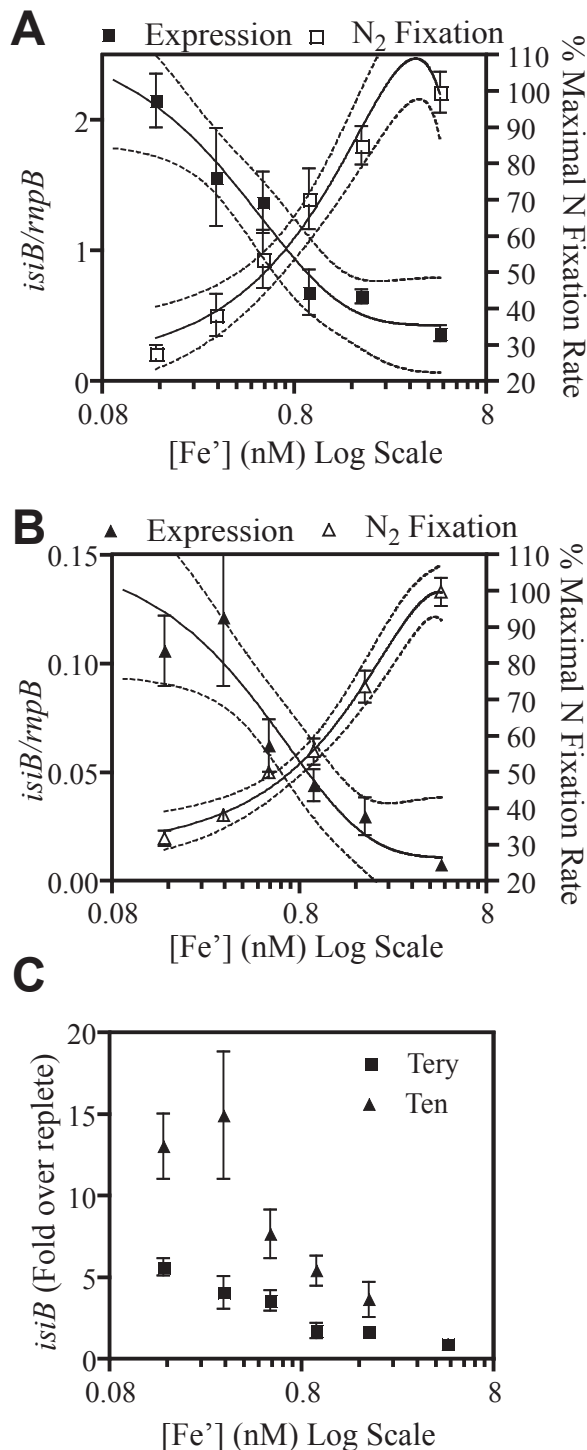 A
Expression N2 Fixation
isiB/rnpB
2
1
0
110
100
90
80
70
60
50
40
30
20
% Maximal N Fixation Rate
0.08 0.8 8
[Fe'] (nM) Log Scale
B
Expression N2 Fixation
isiB/rnpB
0.15
0.10
0.05
0.00
110
100
90
80
70
60
50
40
30
20
% Maximal N Fixation Rate
0.08 0.8 8
[Fe'] (nM) Log Scale
C
isiB (Fold over replete)
20
15
10
5
0
Tery
Ten
0.08 0.8 8
[Fe'] (nM) Log Scale